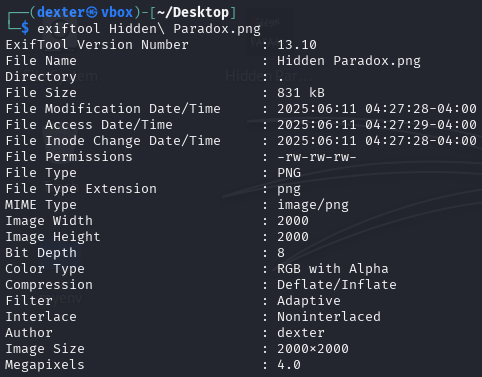 ┌──(dexter㉿vbox)-[~/Desktop]
└─$ exiftool Hidden\ Paradox.png
ExifTool Version Number         : 13.10
File Name                       : Hidden Paradox.png
Directory                       : .
File Size                       : 831 kB
File Modification Date/Time     : 2025:06:11 04:27:28-04:00
File Access Date/Time           : 2025:06:11 04:27:29-04:00
File Inode Change Date/Time     : 2025:06:11 04:27:28-04:00
File Permissions                : -rw-rw-rw-
File Type                       : PNG
File Type Extension             : png
MIME Type                       : image/png
Image Width                     : 2000
Image Height                    : 2000
Bit Depth                       : 8
Color Type                      : RGB with Alpha
Compression                     : Deflate/Inflate
Filter                          : Adaptive
Interlace                       : Noninterlaced
Author                          : dexter
Image Size                      : 2000×2000
Megapixels                      : 4.0